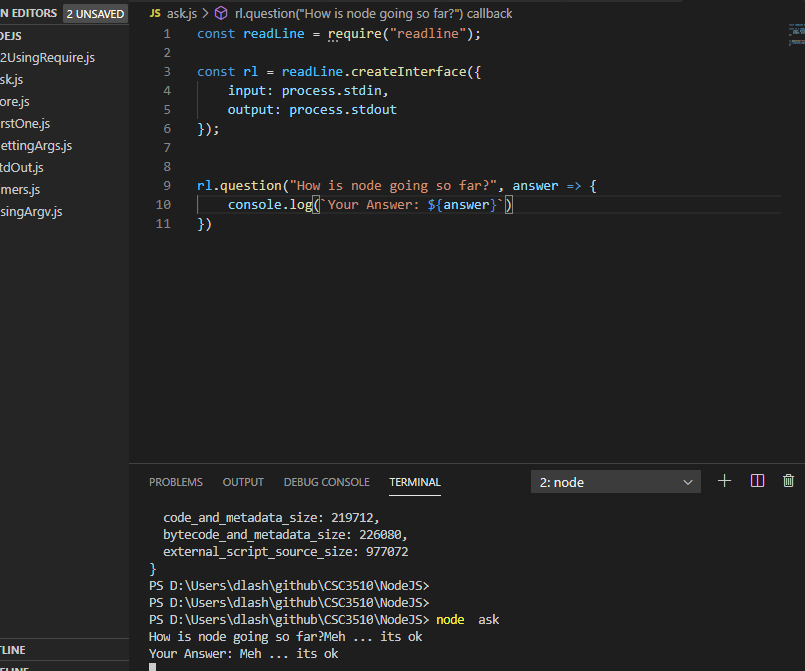 N EDITORS 2 UNSAVED
DEJS
2UsingRequire.js
sk.js
ore.js
rstOne.js
ettingArgs.js
tdOut.js
mers.js
singArgv.js
TLINE
JS ask.js > rl.question("How is node going so far?") callback
1 const readLine = require("readline");
2
3 const rl = readLine.createInterface({
4 input: process.stdin,
5 output: process.stdout
6 });
7
8
9 rl.question("How is node going so far?", answer => {
10 console.log(`Your Answer: ${answer}`)
11 })
PROBLEMS OUTPUT DEBUG CONSOLE TERMINAL 2: node
code_and_metadata_size: 219712,
bytecode_and_metadata_size: 226080,
external_script_source_size: 977072
}
PS D:\Users\dlash\github\CSC3510\NodeJS>
PS D:\Users\dlash\github\CSC3510\NodeJS>
PS D:\Users\dlash\github\CSC3510\NodeJS> node  ask
How is node going so far?Meh ... its ok
Your Answer: Meh ... its ok